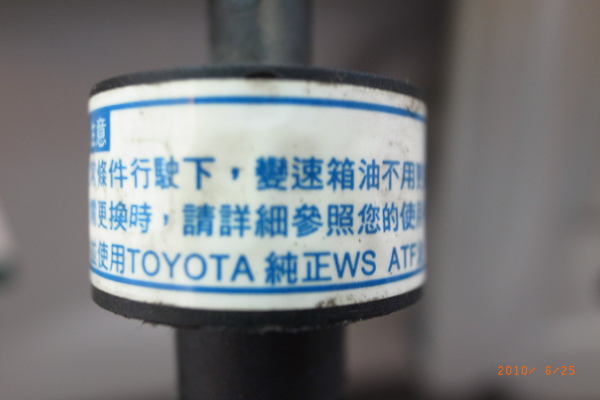 意
條件行駛下，變速箱油不用
更換時，請詳細參照您的使
使用TOYOTA 純正WS ATF
2010/ 6/25